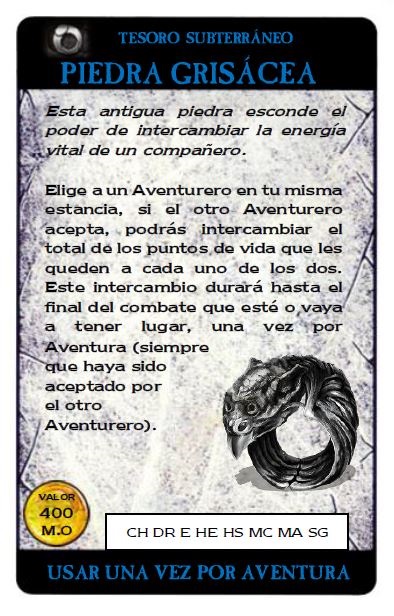 TESORO SUBTERRÁNEO
PIEDRA GRISÁCEA
Esta antigua piedra esconde el
poder de intercambiar la energía
vital de un compañero.
Elige a un Aventurero en tu misma
estancia, si el otro Aventurero
acepta, podrás intercambiar el
total de los puntos de vida que les
queden a cada uno de los dos.
Este intercambio durará hasta el
final del combate que esté o vaya
a tener lugar, una vez por
Aventura (siempre
que haya sido
aceptado por
el otro
Aventurero).
VALOR
400
M.O
CH DR E HE HS MC MA SG
USAR UNA VEZ POR AVENTURA